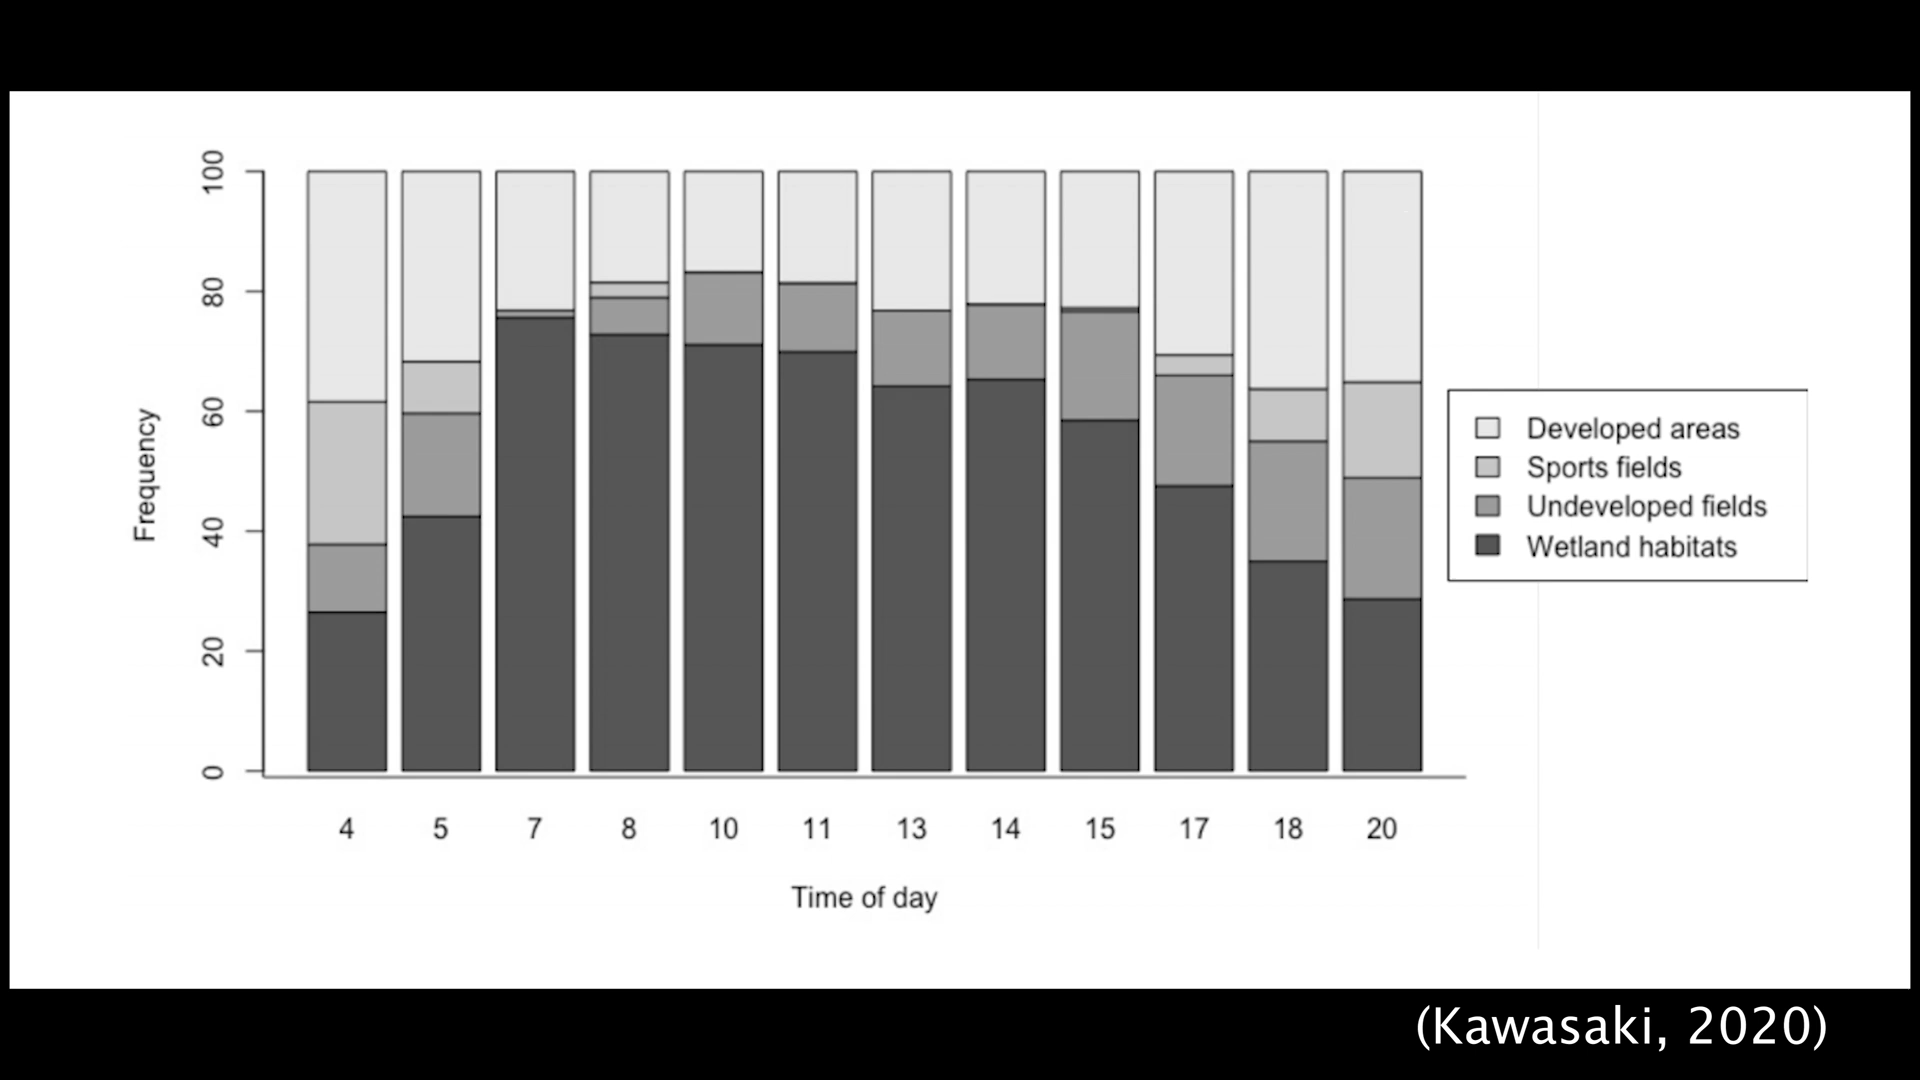 100
80
60
40
20
0
Frequency
4 5 7 8 10 11 13 14 15 17 18 20
Time of day
Developed areas
Sports fields
Undeveloped fields
Wetland habitats
(Kawasaki, 2020)